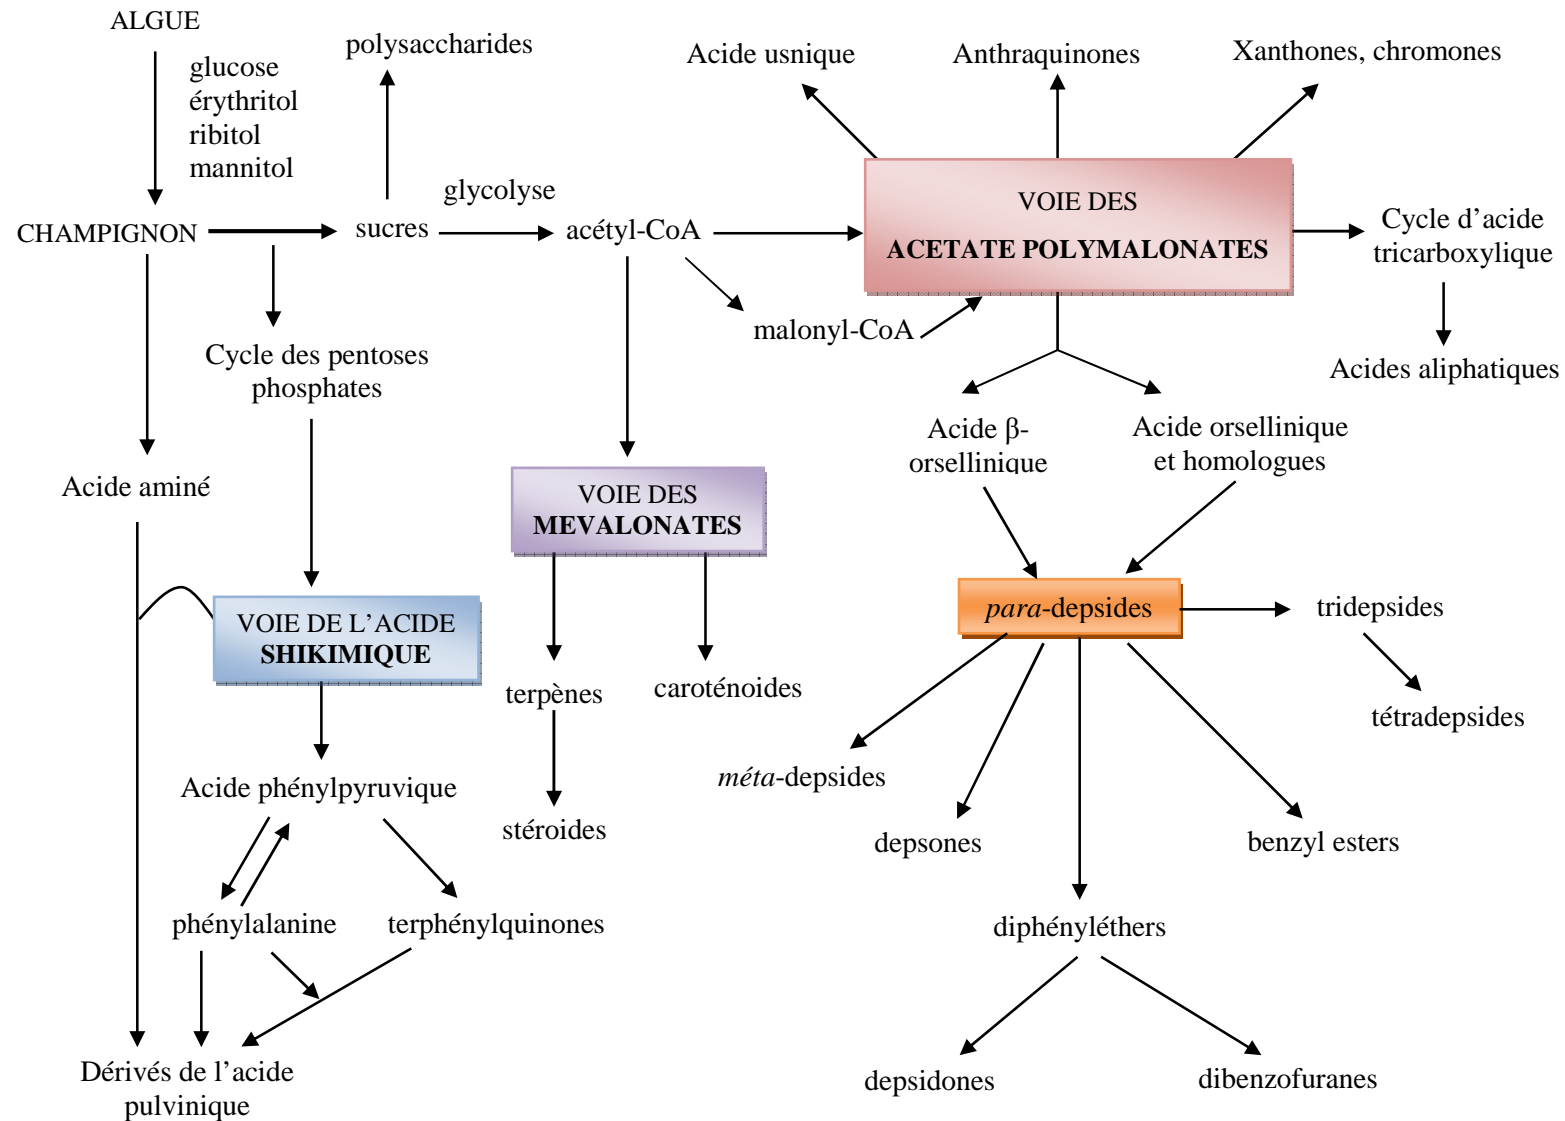 ALGUE
glucose
érythritol
ribitol
mannitol
polysaccharides
Acide usnique
Anthraquinones
Xanthones, chromones
CHAMPIGNON
sucres
glycolyse
acétyl-CoA
VOIE DES
ACETATE POLYMALONATES
Cycle d’acide
tricarboxylique
malonyl-CoA
Acides aliphatiques
Cycle des pentoses
phosphates
Acide β-
orsellinique
Acide orsellinique
et homologues
Acide aminé
VOIE DES
MEVALONATES
para-depsides
tridepsides
tétradepsides
VOIE DE L’ACIDE
SHIKIMIQUE
terpènes
caroténoides
stéroides
Acide phénylpyruvique
méta-depsides
depsones
benzyl esters
phénylalanine
terphénylquinones
diphényléthers
Dérivés de l’acide
pulvinique
depsidones
dibenzofuranes